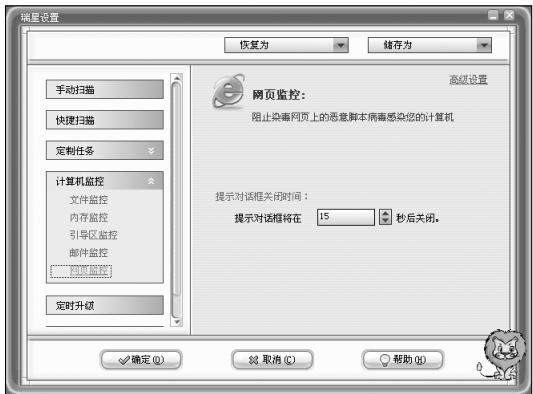 瑞星设置
恢复为
储存为
手动扫描
快捷扫描
定制任务
计算机监控
文件监控
内存监控
引导区监控
邮件监控
网页监控
定时升级
高级设置
网页监控:
阻止染毒网页上的恶意脚本病毒感染您的计算机
提示对话框关闭时间:
提示对话框将在 15 秒后关闭。
确定(O)
取消(C)
帮助(H)